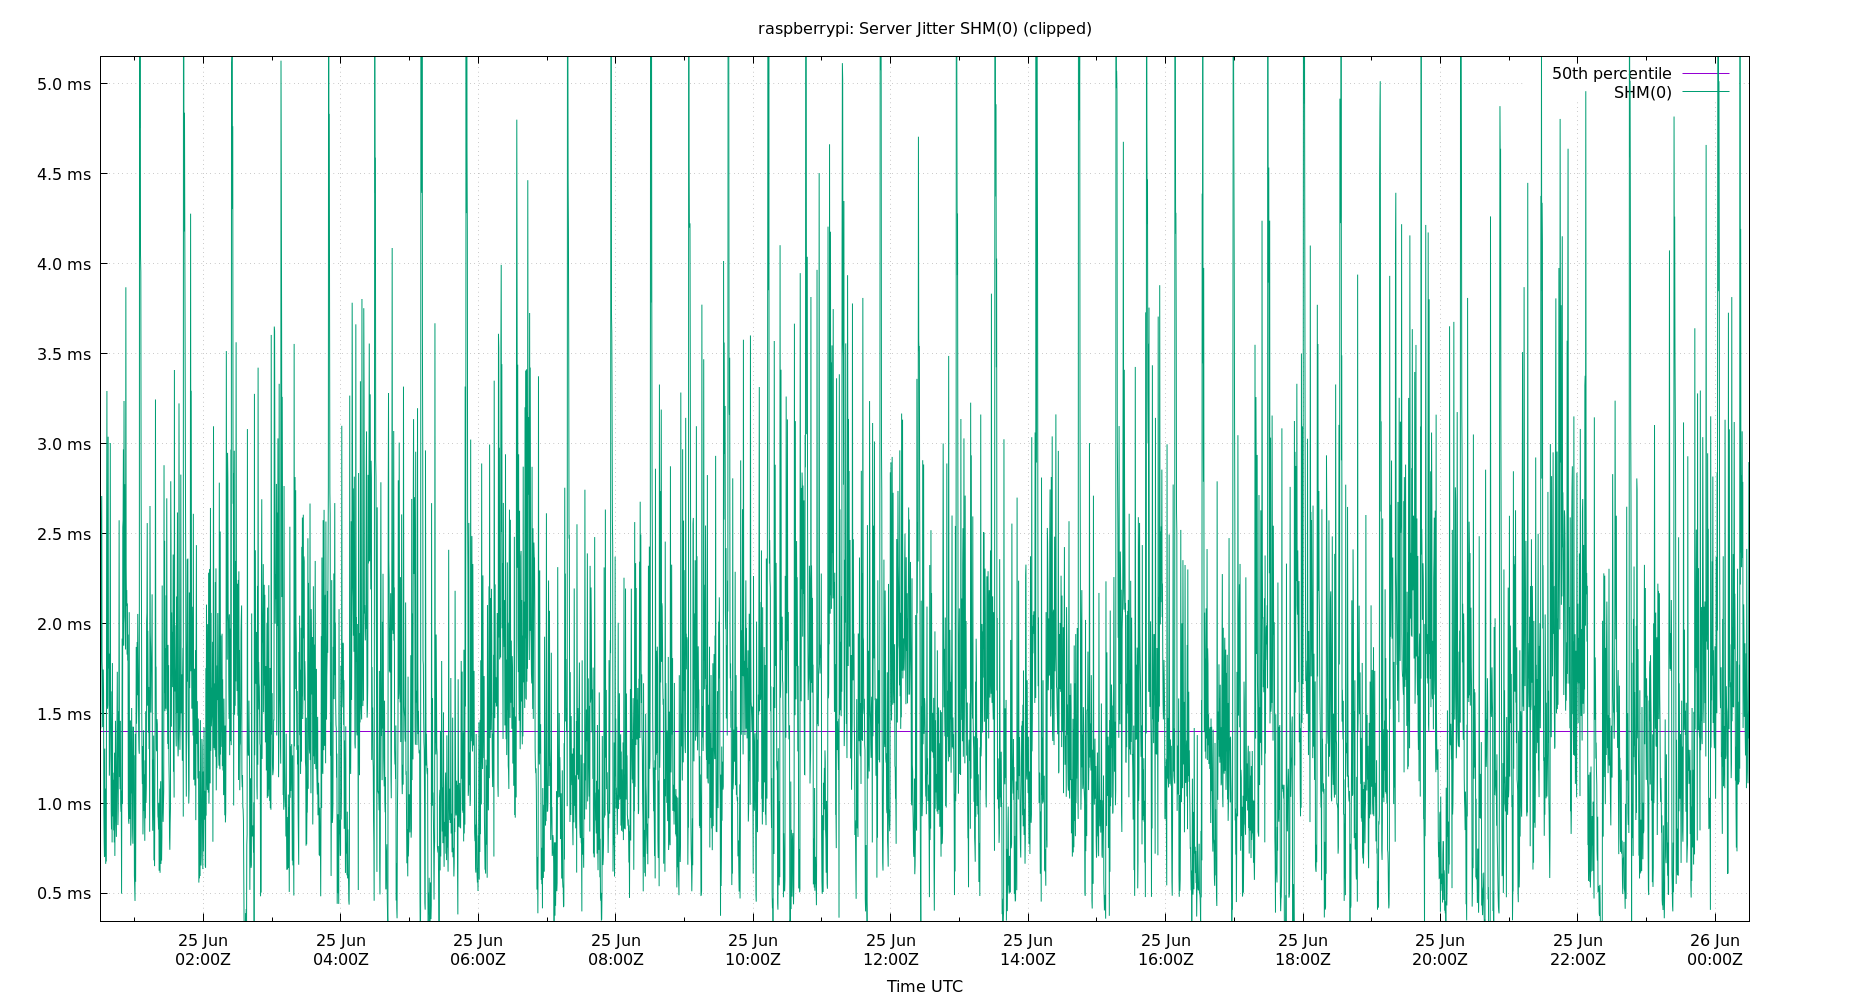 raspberrypi: Server Jitter SHM(0) (clipped)
50th percentile
SHM(0)
5.0 ms
4.5 ms
4.0 ms
3.5 ms
3.0 ms
2.5 ms
2.0 ms
1.5 ms
1.0 ms
0.5 ms
25 Jun 25 Jun 25 Jun 25 Jun 25 Jun 25 Jun 25 Jun 25 Jun 25 Jun 25 Jun 25 Jun 26 Jun
02:00Z 04:00Z 06:00Z 08:00Z 10:00Z 12:00Z 14:00Z 16:00Z 18:00Z 20:00Z 22:00Z 00:00Z
Time UTC